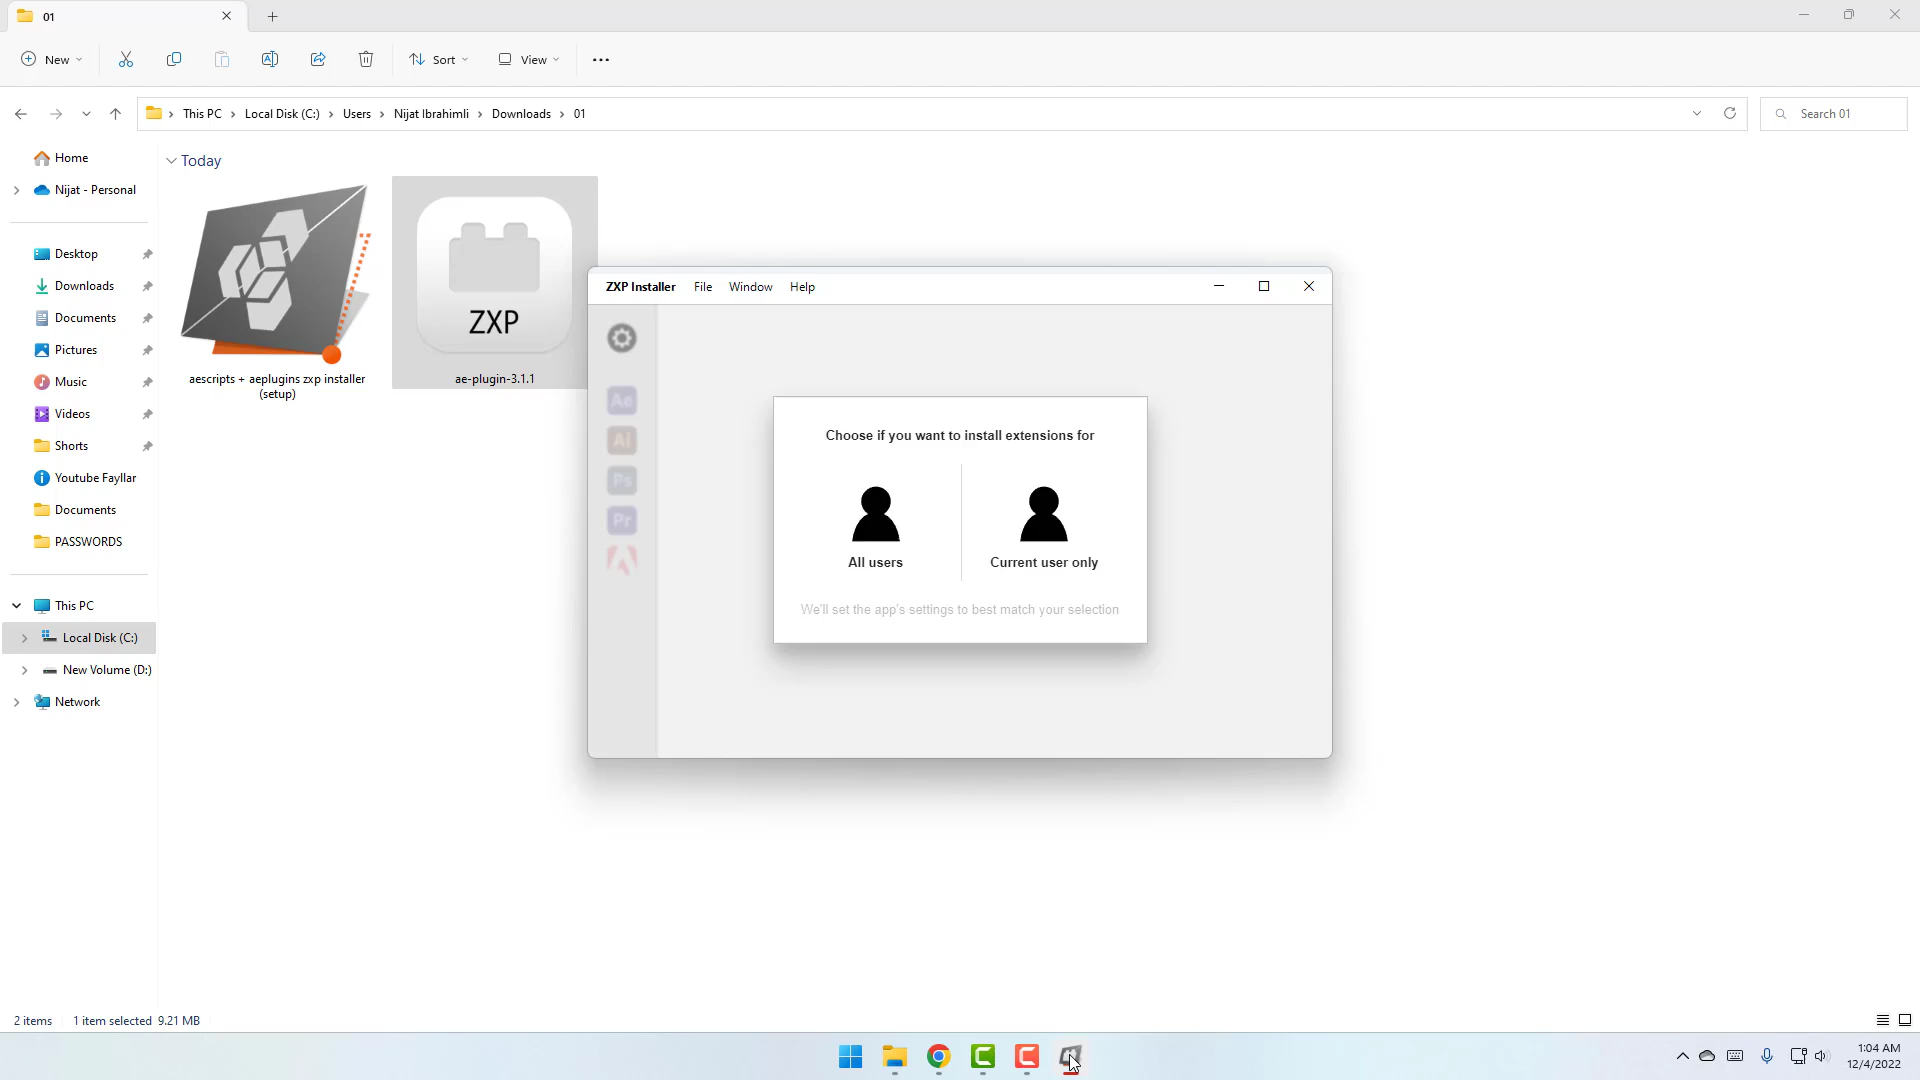 01
New
Sort
View
This PC
Local Disk (C:)
Users
Nijat Ibrahimli
Downloads
01
Search 01
Home
Nijat - Personal
Desktop
Downloads
Documents
Pictures
Music
Videos
Shorts
Youtube Fayllar
Documents
PASSWORDS
This PC
Local Disk (C:)
New Volume (D:)
Network
Today
ZXP
aescripts + aeplugins zxp installer
(setup)
ae-plugin-3.1.1
ZXP Installer
File
Window
Help
Ae
Ai
Ps
Pr
Choose if you want to install extensions for
All users
Current user only
We'll set the app's settings to best match your selection
2 items
1 item selected 9.21 MB
1:04 AM
12/4/2022